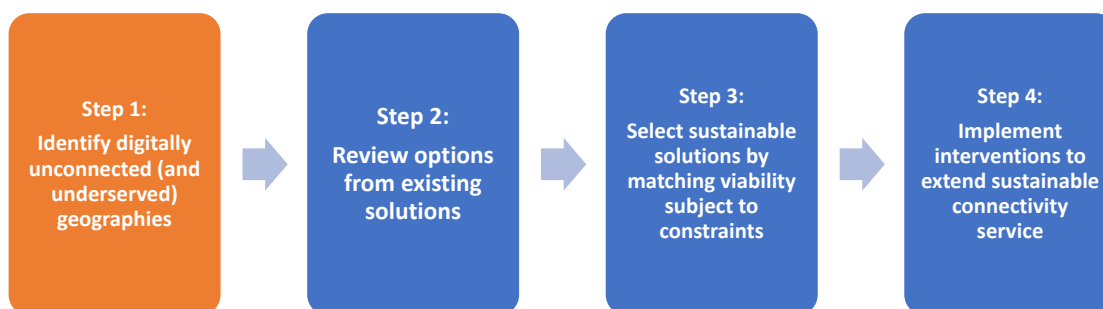 Step 1:
Identify digitally
unconnected (and
underserved)
geographies
Step 2:
Review options
from existing
solutions
Step 3:
Select sustainable
solutions by
matching viability
subject to
constraints
Step 4:
Implement
interventions to
extend sustainable
connectivity
service